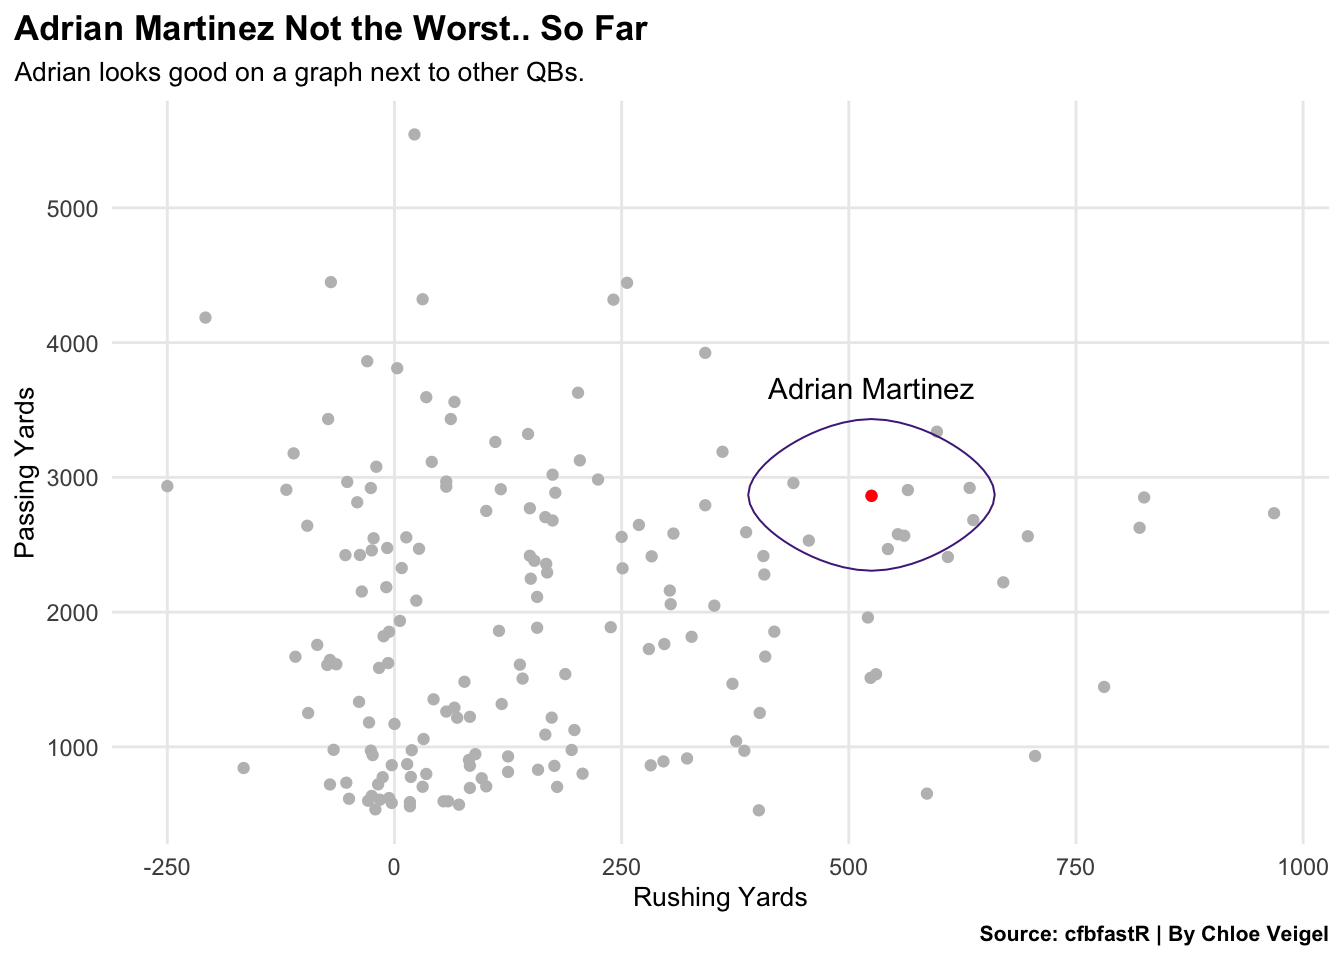 Adrian Martinez Not the Worst.. So Far
Adrian looks good on a graph next to other QBs.
5000
4000
3000
2000
1000
Passing Yards
Adrian Martinez
-250 0 250 500 750 1000
Rushing Yards
Source: cfbfastR | By Chloe Veigel